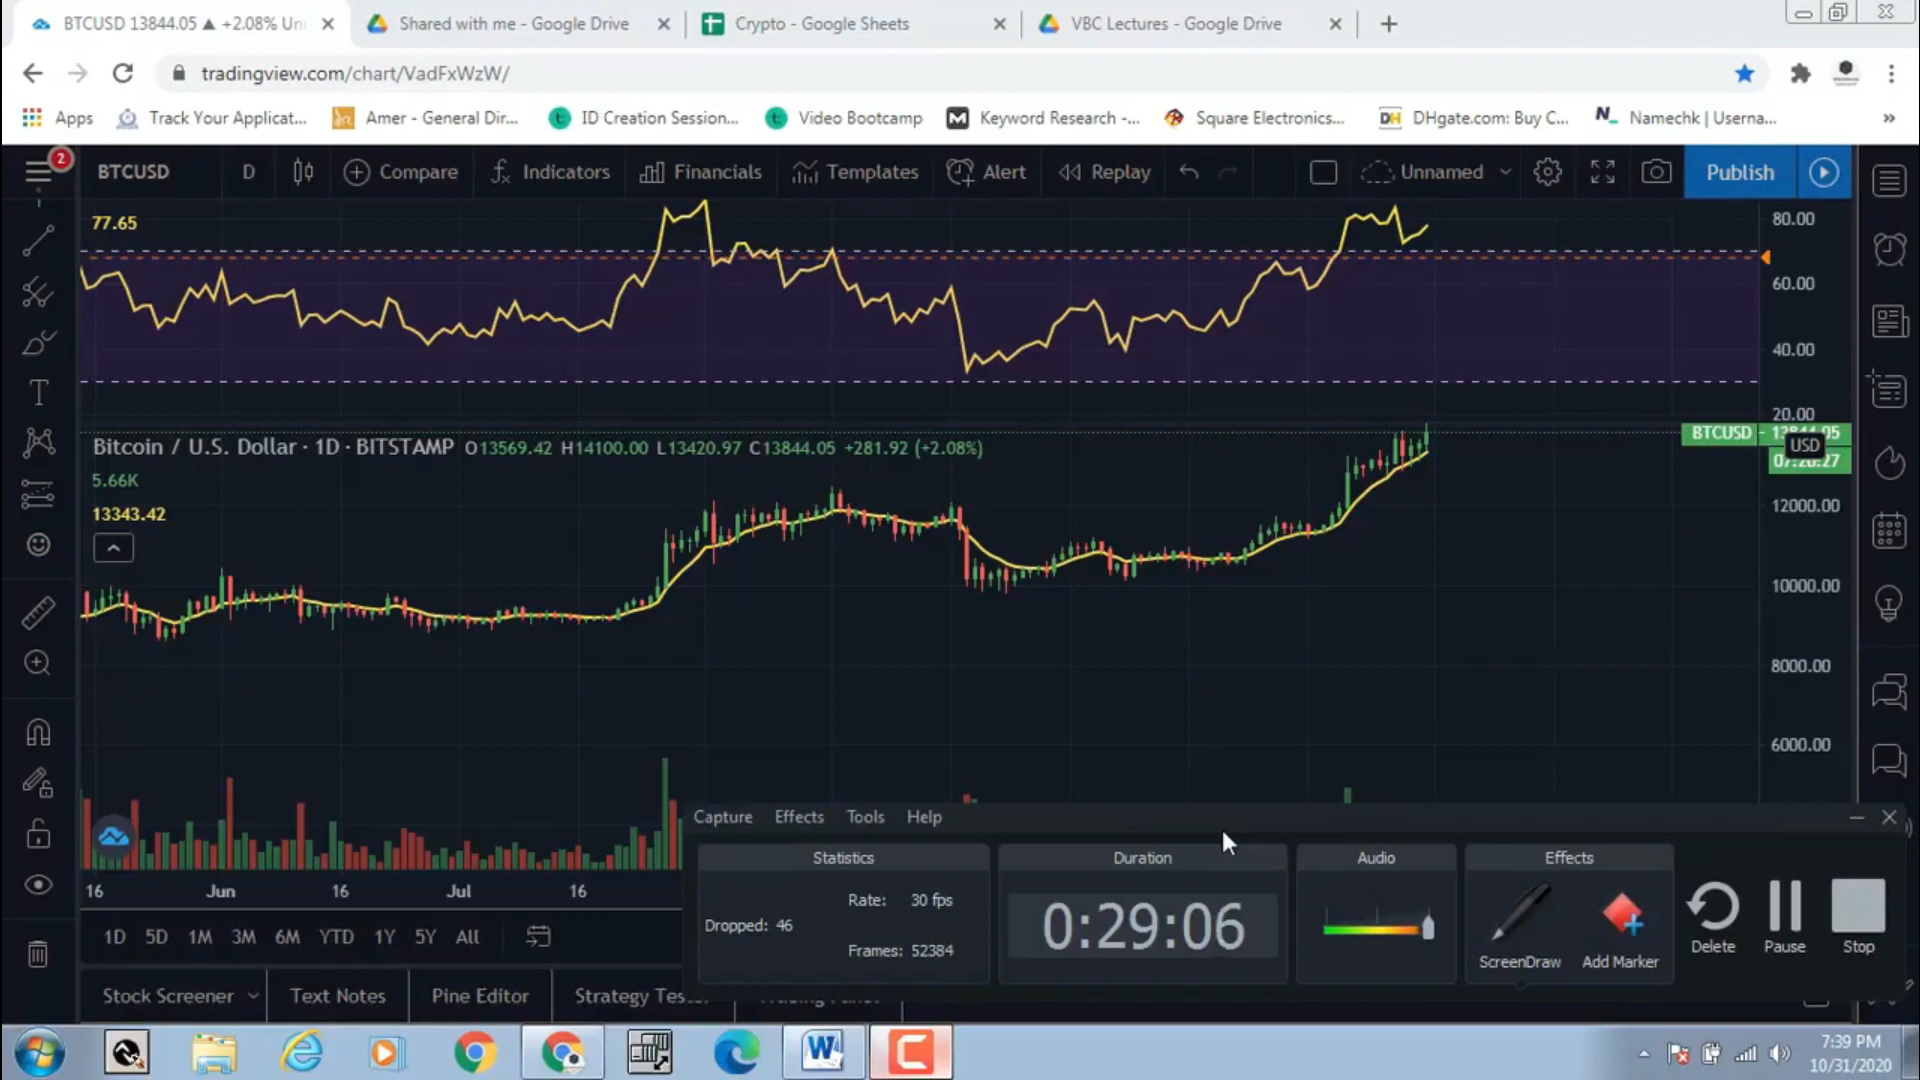 BTCUSD 13844.05 ▲ +2.08% Un
Shared with me - Google Drive
Crypto - Google Sheets
VBC Lectures - Google Drive
tradingview.com/chart/VadFxWzW/
Apps
Track Your Applicat...
Amer - General Dir...
ID Creation Session...
Video Bootcamp
Keyword Research -...
Square Electronics...
DHgate.com: Buy C...
Namechk | Userna...
2
BTCUSD
D
Compare
Indicators
Financials
Templates
Alert
Replay
Unnamed
Publish
77.65
80.00
60.00
40.00
20.00
Bitcoin / U.S. Dollar · 1D · BITSTAMP O13569.42 H14100.00 L13420.97 C13844.05 +281.92 (+2.08%)
BTCUSD
USD
5.66K
13343.42
12000.00
10000.00
8000.00
6000.00
16 Jun 16 Jul 16
1D 5D 1M 3M 6M YTD 1Y 5Y All
Stock Screener
Text Notes
Pine Editor
Strategy Teste
Capture Effects Tools Help
Statistics
Duration
Audio
Effects
Rate: 30 fps
Dropped: 46
Frames: 52384
0:29:06
ScreenDraw
Add Marker
Delete
Pause
Stop
7:39 PM
10/31/2020